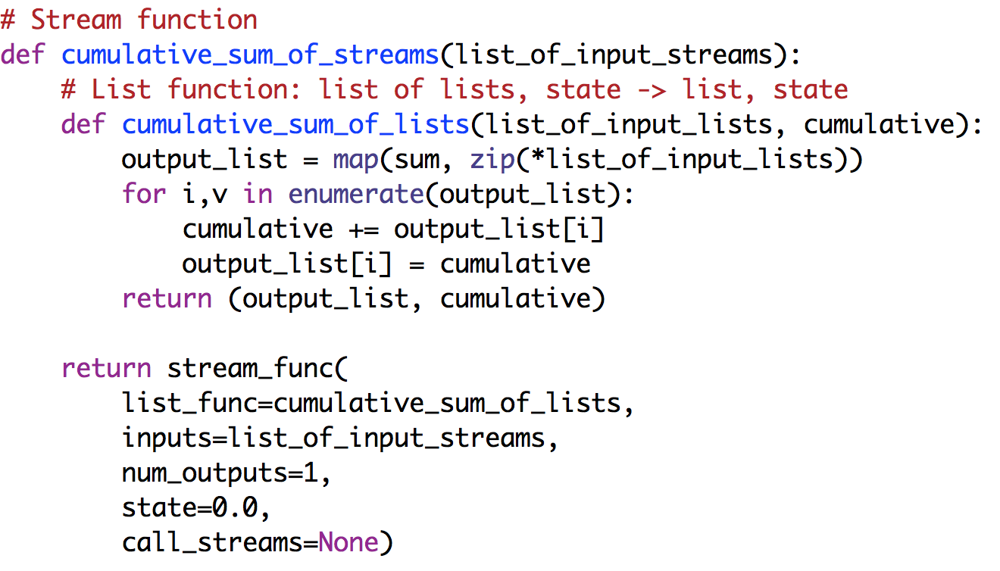 # Stream function
def cumulative_sum_of_streams(list_of_input_streams):
    # List function: list of lists, state -> list, state
    def cumulative_sum_of_lists(list_of_input_lists, cumulative):
        output_list = map(sum, zip(*list_of_input_lists))
        for i,v in enumerate(output_list):
            cumulative += output_list[i]
            output_list[i] = cumulative
        return (output_list, cumulative)

    return stream_func(
        list_func=cumulative_sum_of_lists,
        inputs=list_of_input_streams,
        num_outputs=1,
        state=0.0,
        call_streams=None)